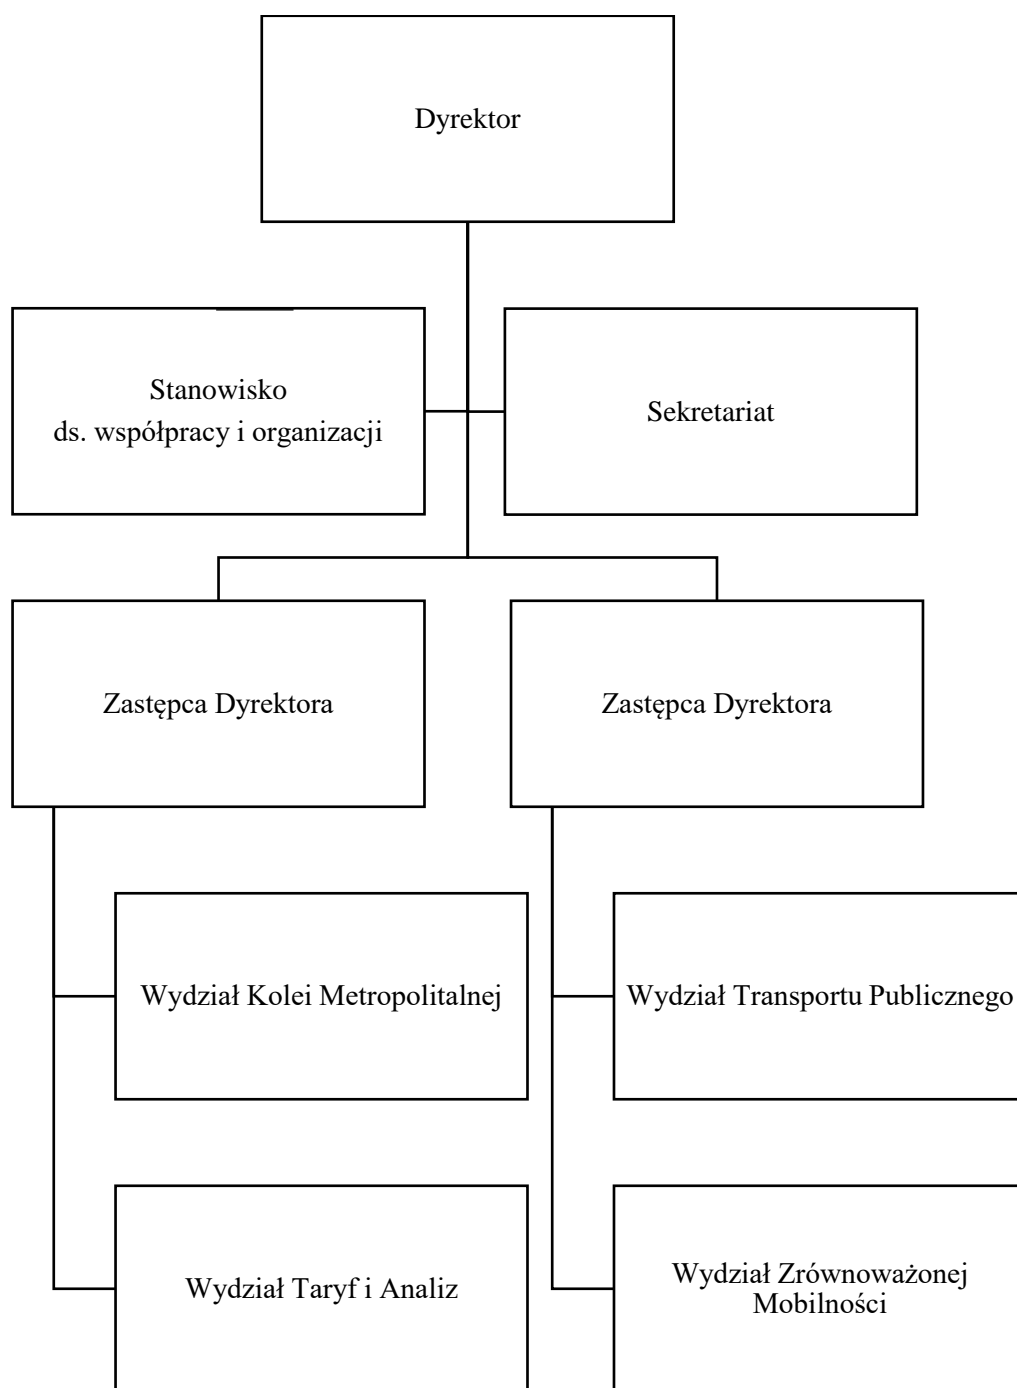 Dyrektor
Stanowisko
ds. współpracy i organizacji
Sekretariat
Zastępca Dyrektora
Zastępca Dyrektora
Wydział Kolei Metropolitalnej
Wydział Transportu Publicznego
Wydział Taryf i Analiz
Wydział Zrównoważonej
Mobilności